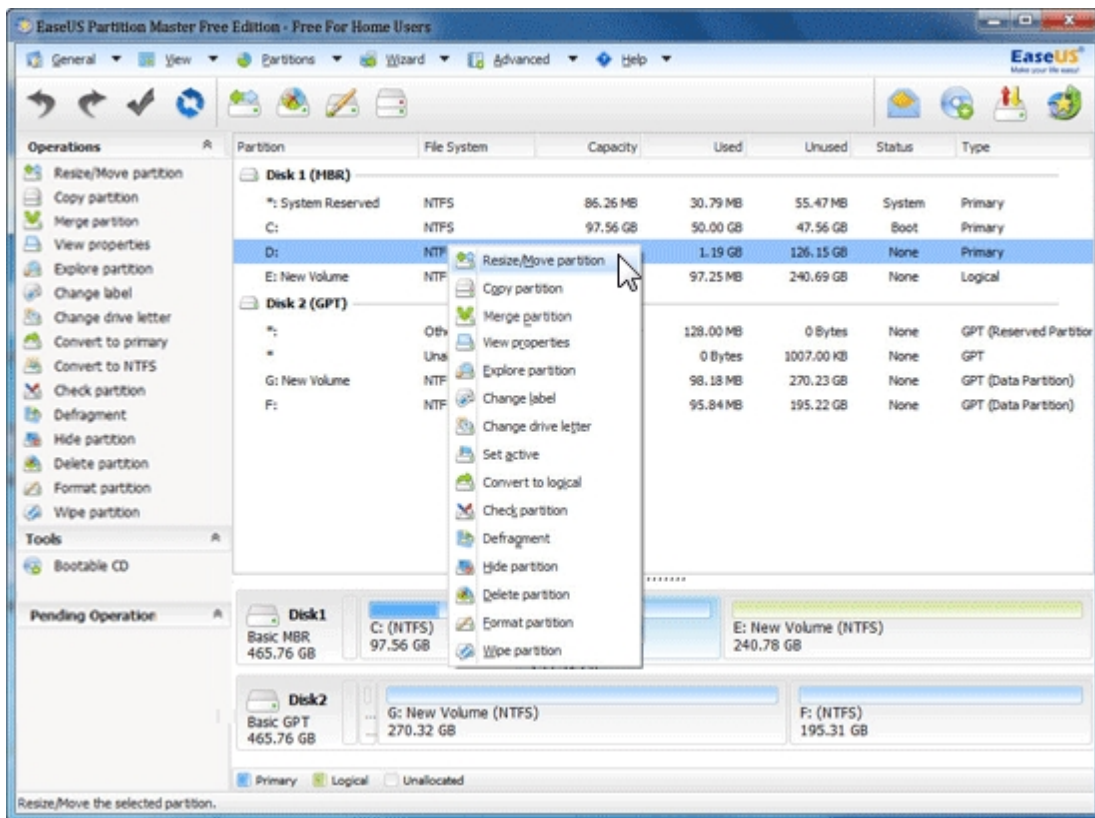 EaseUS Partition Master Free Edition - Free For Home Users
General View Partitions Wizard Advanced Help
EaseUS
Make your life easy!
Operations
Resize/Move partition
Copy partition
Merge partition
View properties
Explore partition
Change label
Change drive letter
Convert to primary
Convert to NTFS
Check partition
Defragment
Hide partition
Delete partition
Format partition
Wipe partition
Tools
Bootable CD
Pending Operation
Partition File System Capacity Used Unused Status Type
Disk 1 (MBR)
*: System Reserved NTFS 86.26 MB 30.79 MB 55.47 MB System Primary
C: NTFS 97.56 GB 50.00 GB 47.56 GB Boot Primary
D: NTF 1.19 GB 126.15 GB None Primary
E: New Volume NTF 97.25 MB 240.69 GB None Logical
Disk 2 (GPT)
*: Oth 128.00 MB 0 Bytes None GPT (Reserved Partition
* Una 0 Bytes 1007.00 KB None GPT
G: New Volume NTF 98.18 MB 270.23 GB None GPT (Data Partition)
F: NTF 95.84 MB 195.22 GB None GPT (Data Partition)
Resize/Move partition
Copy partition
Merge partition
View properties
Explore partition
Change label
Change drive letter
Set active
Convert to logical
Check partition
Defragment
Hide partition
Delete partition
Format partition
Wipe partition
Disk1
Basic MBR
465.76 GB
C: (NTFS)
97.56 GB
E: New Volume (NTFS)
240.78 GB
Disk2
Basic GPT
465.76 GB
...
G: New Volume (NTFS)
270.32 GB
F: (NTFS)
195.31 GB
Primary Logical Unallocated
Resize/Move the selected partition.